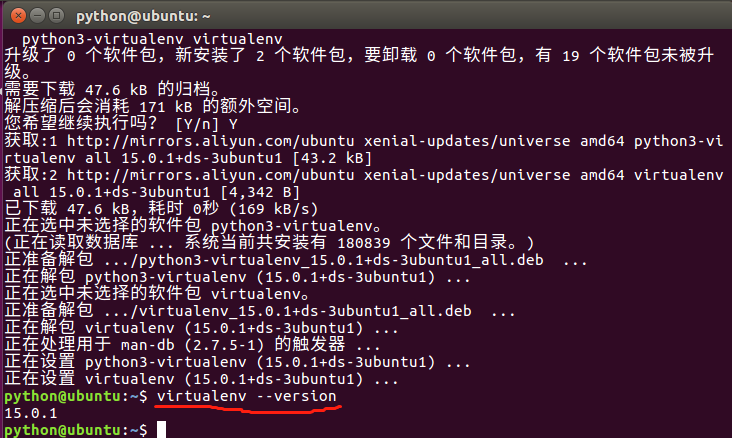 python@ubuntu: ~
python3-virtualenv virtualenv
升级了 0 个软件包，新安装了 2 个软件包，要卸载 0 个软件包，有 19 个软件包未被升
级。
需要下载 47.6 kB 的归档。
解压缩后会消耗 171 kB 的额外空间。
您希望继续执行吗？ [Y/n] Y
获取:1 http://mirrors.aliyun.com/ubuntu xenial-updates/universe amd64 python3-vi
rtualenv all 15.0.1+ds-3ubuntu1 [43.2 kB]
获取:2 http://mirrors.aliyun.com/ubuntu xenial-updates/universe amd64 virtualenv
 all 15.0.1+ds-3ubuntu1 [4,342 B]
已下载 47.6 kB，耗时 0秒 (169 kB/s)
正在选中未选择的软件包 python3-virtualenv。
(正在读取数据库 ... 系统当前共安装有 180839 个文件和目录。)
正准备解包 .../python3-virtualenv_15.0.1+ds-3ubuntu1_all.deb  ...
正在解包 python3-virtualenv (15.0.1+ds-3ubuntu1) ...
正在选中未选择的软件包 virtualenv。
正准备解包 .../virtualenv_15.0.1+ds-3ubuntu1_all.deb  ...
正在解包 virtualenv (15.0.1+ds-3ubuntu1) ...
正在处理用于 man-db (2.7.5-1) 的触发器 ...
正在设置 python3-virtualenv (15.0.1+ds-3ubuntu1) ...
正在设置 virtualenv (15.0.1+ds-3ubuntu1) ...
python@ubuntu:~$ virtualenv --version
15.0.1
python@ubuntu:~$